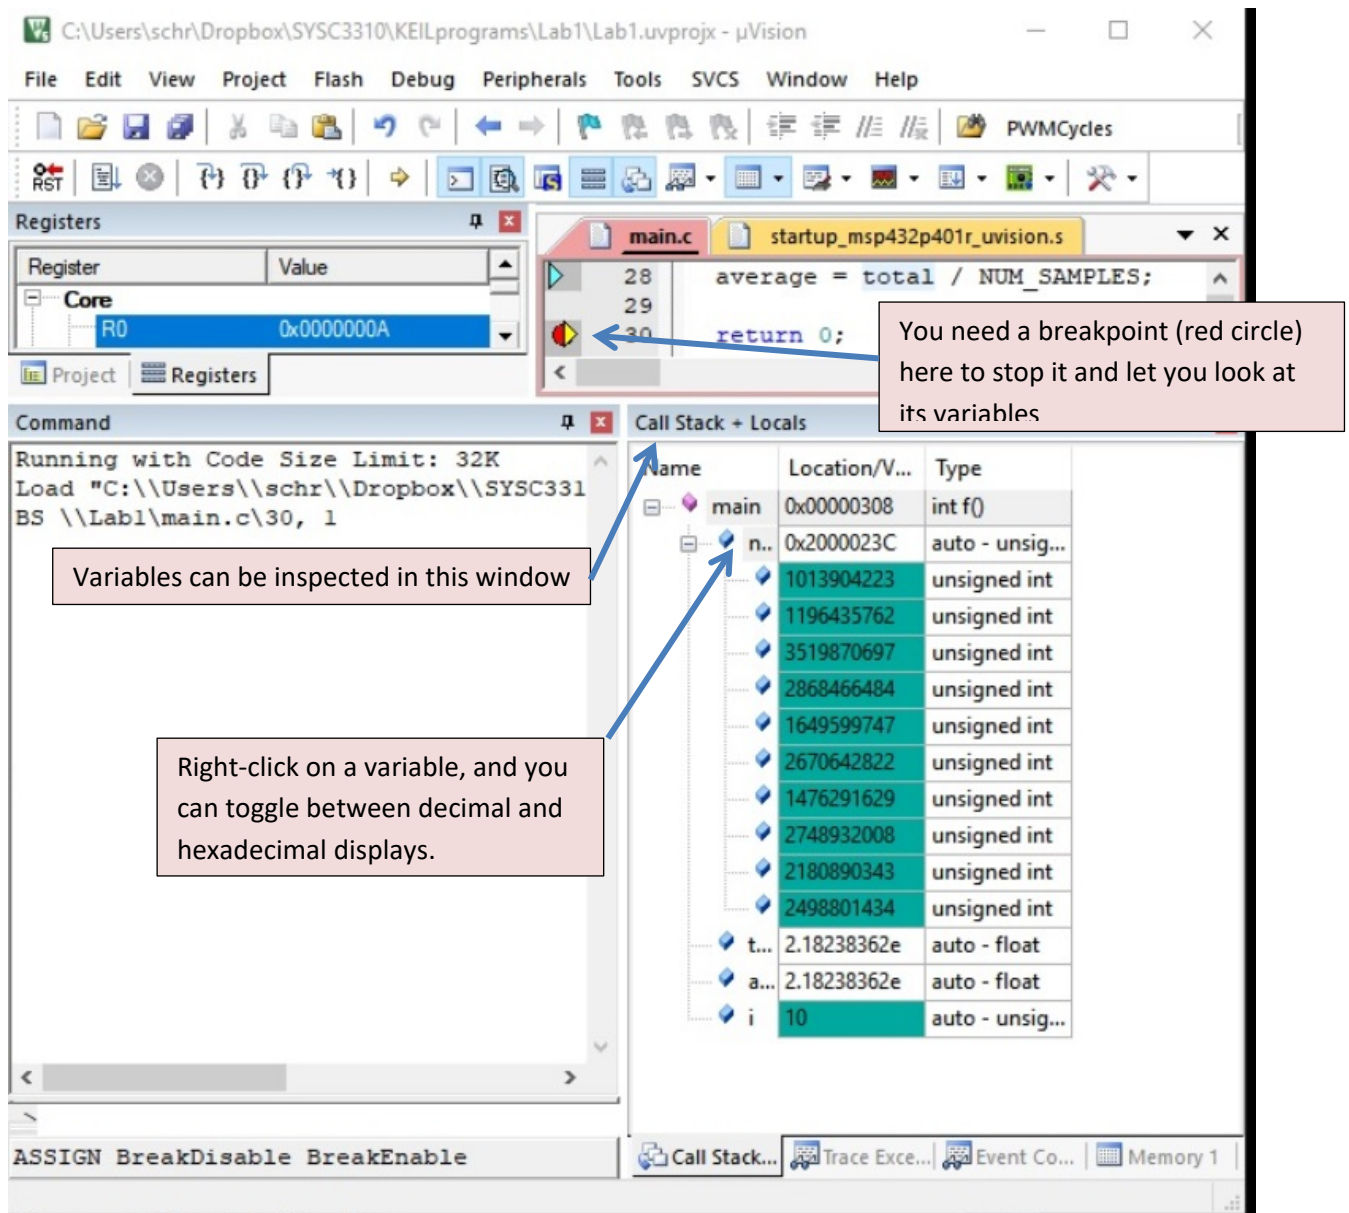 C:\Users\schr\Dropbox\SYSC3310\KEILprograms\Lab1\Lab1.uvprojx - µVision
File Edit View Project Flash Debug Peripherals Tools SVCS Window Help
PWMCycles
RST
Registers
main.c startup_msp432p401r_uvision.s
Register Value
Core
R0 0x0000000A
Project Registers
28 average = total / NUM_SAMPLES;
29
30 return 0;
You need a breakpoint (red circle)
here to stop it and let you look at
its variables
Command
Running with Code Size Limit: 32K
Load "C:\\Users\\schr\\Dropbox\\SYSC331
BS \\Lab1\main.c\30, 1
Variables can be inspected in this window
Right-click on a variable, and you
can toggle between decimal and
hexadecimal displays.
>
ASSIGN BreakDisable BreakEnable
Call Stack + Locals
Name Location/V... Type
main 0x00000308 int f()
n.. 0x2000023C auto - unsig...
1013904223 unsigned int
1196435762 unsigned int
3519870697 unsigned int
2868466484 unsigned int
1649599747 unsigned int
2670642822 unsigned int
1476291629 unsigned int
2748932008 unsigned int
2180890343 unsigned int
2498801434 unsigned int
t... 2.18238362e auto - float
a... 2.18238362e auto - float
i 10 auto - unsig...
Call Stack... Trace Exce... Event Co... Memory 1